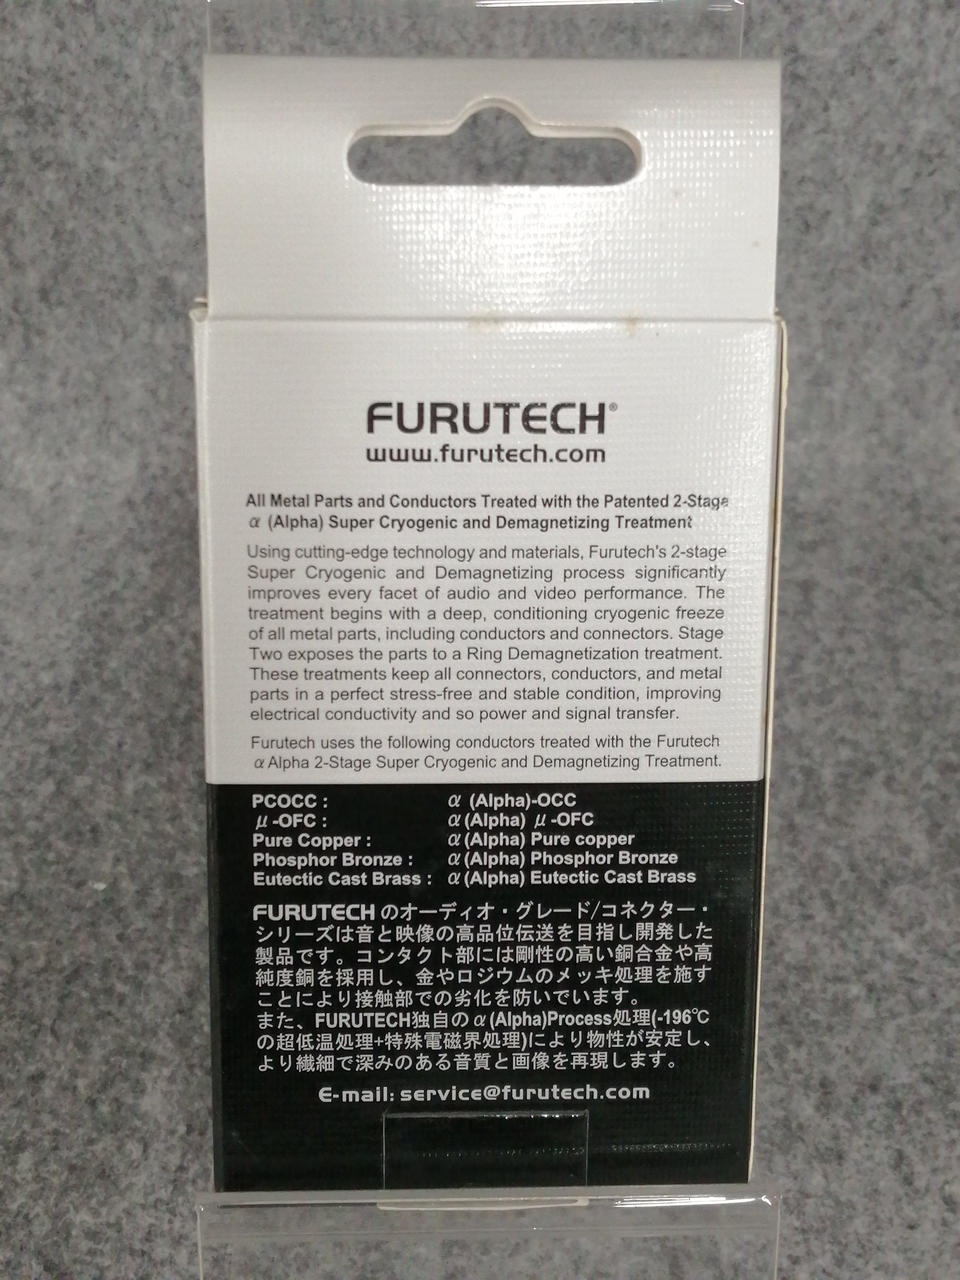 FURUTECH®
www.furutech.com
All Metal Parts and Conductors Treated with the Patented 2-Stage
α (Alpha) Super Cryogenic and Demagnetizing Treatment
Using cutting-edge technology and materials, Furutech's 2-stage
Super Cryogenic and Demagnetizing process significantly
improves every facet of audio and video performance. The
treatment begins with a deep, conditioning cryogenic freeze
of all metal parts, including conductors and connectors. Stage
Two exposes the parts to a Ring Demagnetization treatment.
These treatments keep all connectors, conductors, and metal
parts in a perfect stress-free and stable condition, improving
electrical conductivity and so power and signal transfer.
Furutech uses the following conductors treated with the Furutech
α Alpha 2-Stage Super Cryogenic and Demagnetizing Treatment.
PCOCC : α (Alpha)-OCC
μ-OFC : α (Alpha) μ-OFC
Pure Copper : α (Alpha) Pure copper
Phosphor Bronze : α (Alpha) Phosphor Bronze
Eutectic Cast Brass : α (Alpha) Eutectic Cast Brass
FURUTECH のオーディオ・グレード/コネクター・
シリーズは音と映像の高品位伝送を目指し開発した
製品です。コンタクト部には剛性の高い銅合金や高
純度銅を採用し、金やロジウムのメッキ処理を施す
ことにより接触部での劣化を防いでいます。
また、FURUTECH独自のα(Alpha)Process処理(-196℃
の超低温処理+特殊電磁界処理)により物性が安定し、
より繊細で深みのある音質と画像を再現します。
E-mail: service@furutech.com